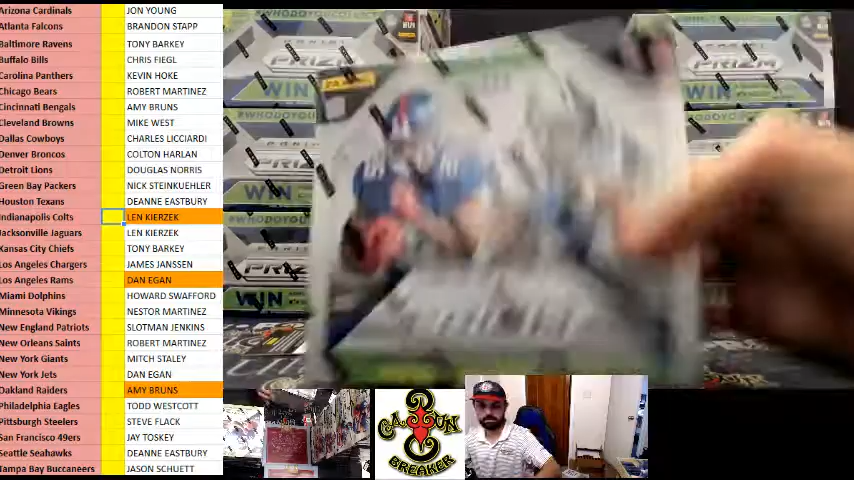 Arizona Cardinals JON YOUNG
Atlanta Falcons BRANDON STAPP
Baltimore Ravens TONY BARKEY
Buffalo Bills CHRIS FIEGL
Carolina Panthers KEVIN HOKE
Chicago Bears ROBERT MARTINEZ
Cincinnati Bengals AMY BRUNS
Cleveland Browns MIKE WEST
Dallas Cowboys CHARLES LICCIARDI
Denver Broncos COLTON HARLAN
Detroit Lions DOUGLAS NORRIS
Green Bay Packers NICK STEINKUEHLER
Houston Texans DEANNE EASTBURY
Indianapolis Colts LEN KIERZEK
Jacksonville Jaguars LEN KIERZEK
Kansas City Chiefs TONY BARKEY
Los Angeles Chargers JAMES JANSSEN
Los Angeles Rams DAN EGAN
Miami Dolphins HOWARD SWAFFORD
Minnesota Vikings NESTOR MARTINEZ
New England Patriots SLOTMAN JENKINS
New Orleans Saints ROBERT MARTINEZ
New York Giants MITCH STALEY
New York Jets DAN EGAN
Oakland Raiders AMY BRUNS
Philadelphia Eagles TODD WESTCOTT
Pittsburgh Steelers STEVE FLACK
San Francisco 49ers JAY TOSKEY
Seattle Seahawks DEANNE EASTBURY
Tampa Bay Buccaneers JASON SCHUETT
WIN
PRIZM
WIN
WIN
CAJUN
BREAKER